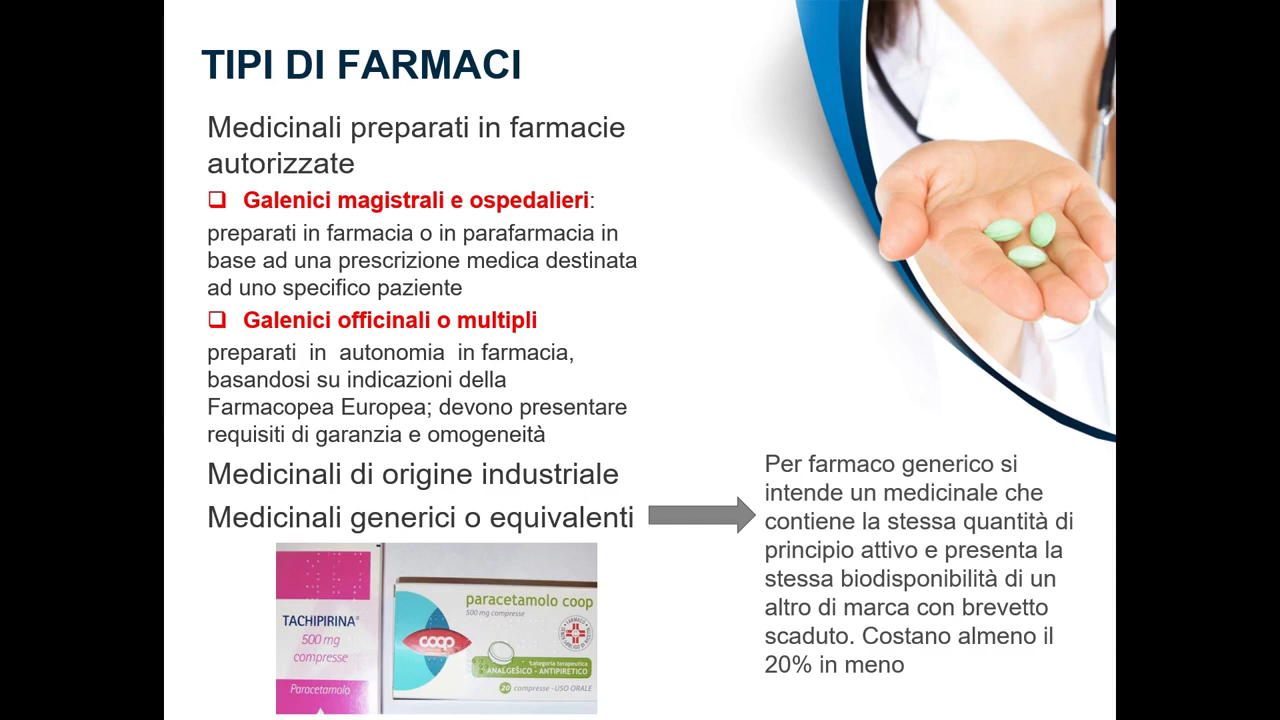 TIPI DI FARMACI
Medicinali preparati in farmacie
autorizzate
Galenici magistrali e ospedalieri:
preparati in farmacia o in parafarmacia in
base ad una prescrizione medica destinata
ad uno specifico paziente
Galenici officinali o multipli
preparati in autonomia in farmacia,
basandosi su indicazioni della
Farmacopea Europea; devono presentare
requisiti di garanzia e omogeneità
Medicinali di origine industriale
Medicinali generici o equivalenti
Per farmaco generico si
intende un medicinale che
contiene la stessa quantità di
principio attivo e presenta la
stessa biodisponibilità di un
altro di marca con brevetto
scaduto. Costano almeno il
20% in meno
TACHIPIRINA®
500 mg
compresse
Paracetamolo
paracetamolo coop
500 mg compresse
coop
categoria terapeutica
ANALGESICO - ANTIPIRETICO
20 compresse - USO ORALE